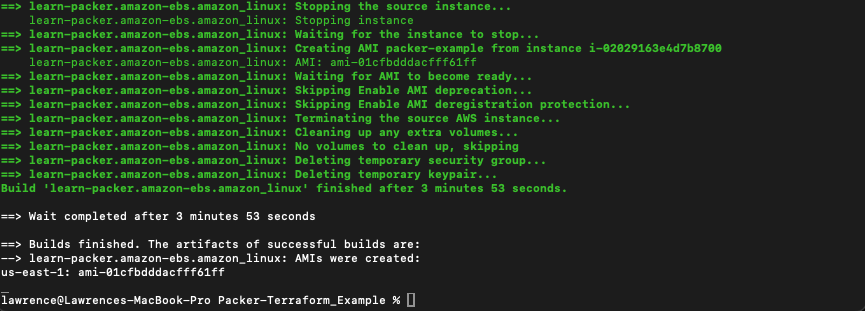 ==> learn-packer.amazon-ebs.amazon_linux: Stopping the source instance...
    learn-packer.amazon-ebs.amazon_linux: Stopping instance
==> learn-packer.amazon-ebs.amazon_linux: Waiting for the instance to stop...
==> learn-packer.amazon-ebs.amazon_linux: Creating AMI packer-example from instance i-02029163e4d7b8700
    learn-packer.amazon-ebs.amazon_linux: AMI: ami-01cfbdddacfff61ff
==> learn-packer.amazon-ebs.amazon_linux: Waiting for AMI to become ready...
==> learn-packer.amazon-ebs.amazon_linux: Skipping Enable AMI deprecation...
==> learn-packer.amazon-ebs.amazon_linux: Skipping Enable AMI deregistration protection...
==> learn-packer.amazon-ebs.amazon_linux: Terminating the source AWS instance...
==> learn-packer.amazon-ebs.amazon_linux: Cleaning up any extra volumes...
==> learn-packer.amazon-ebs.amazon_linux: No volumes to clean up, skipping
==> learn-packer.amazon-ebs.amazon_linux: Deleting temporary security group...
==> learn-packer.amazon-ebs.amazon_linux: Deleting temporary keypair...
Build 'learn-packer.amazon-ebs.amazon_linux' finished after 3 minutes 53 seconds.
==> Wait completed after 3 minutes 53 seconds
==> Builds finished. The artifacts of successful builds are:
--> learn-packer.amazon-ebs.amazon_linux: AMIs were created:
us-east-1: ami-01cfbdddacfff61ff
_
lawrence@Lawrences-MacBook-Pro Packer-Terraform_Example %